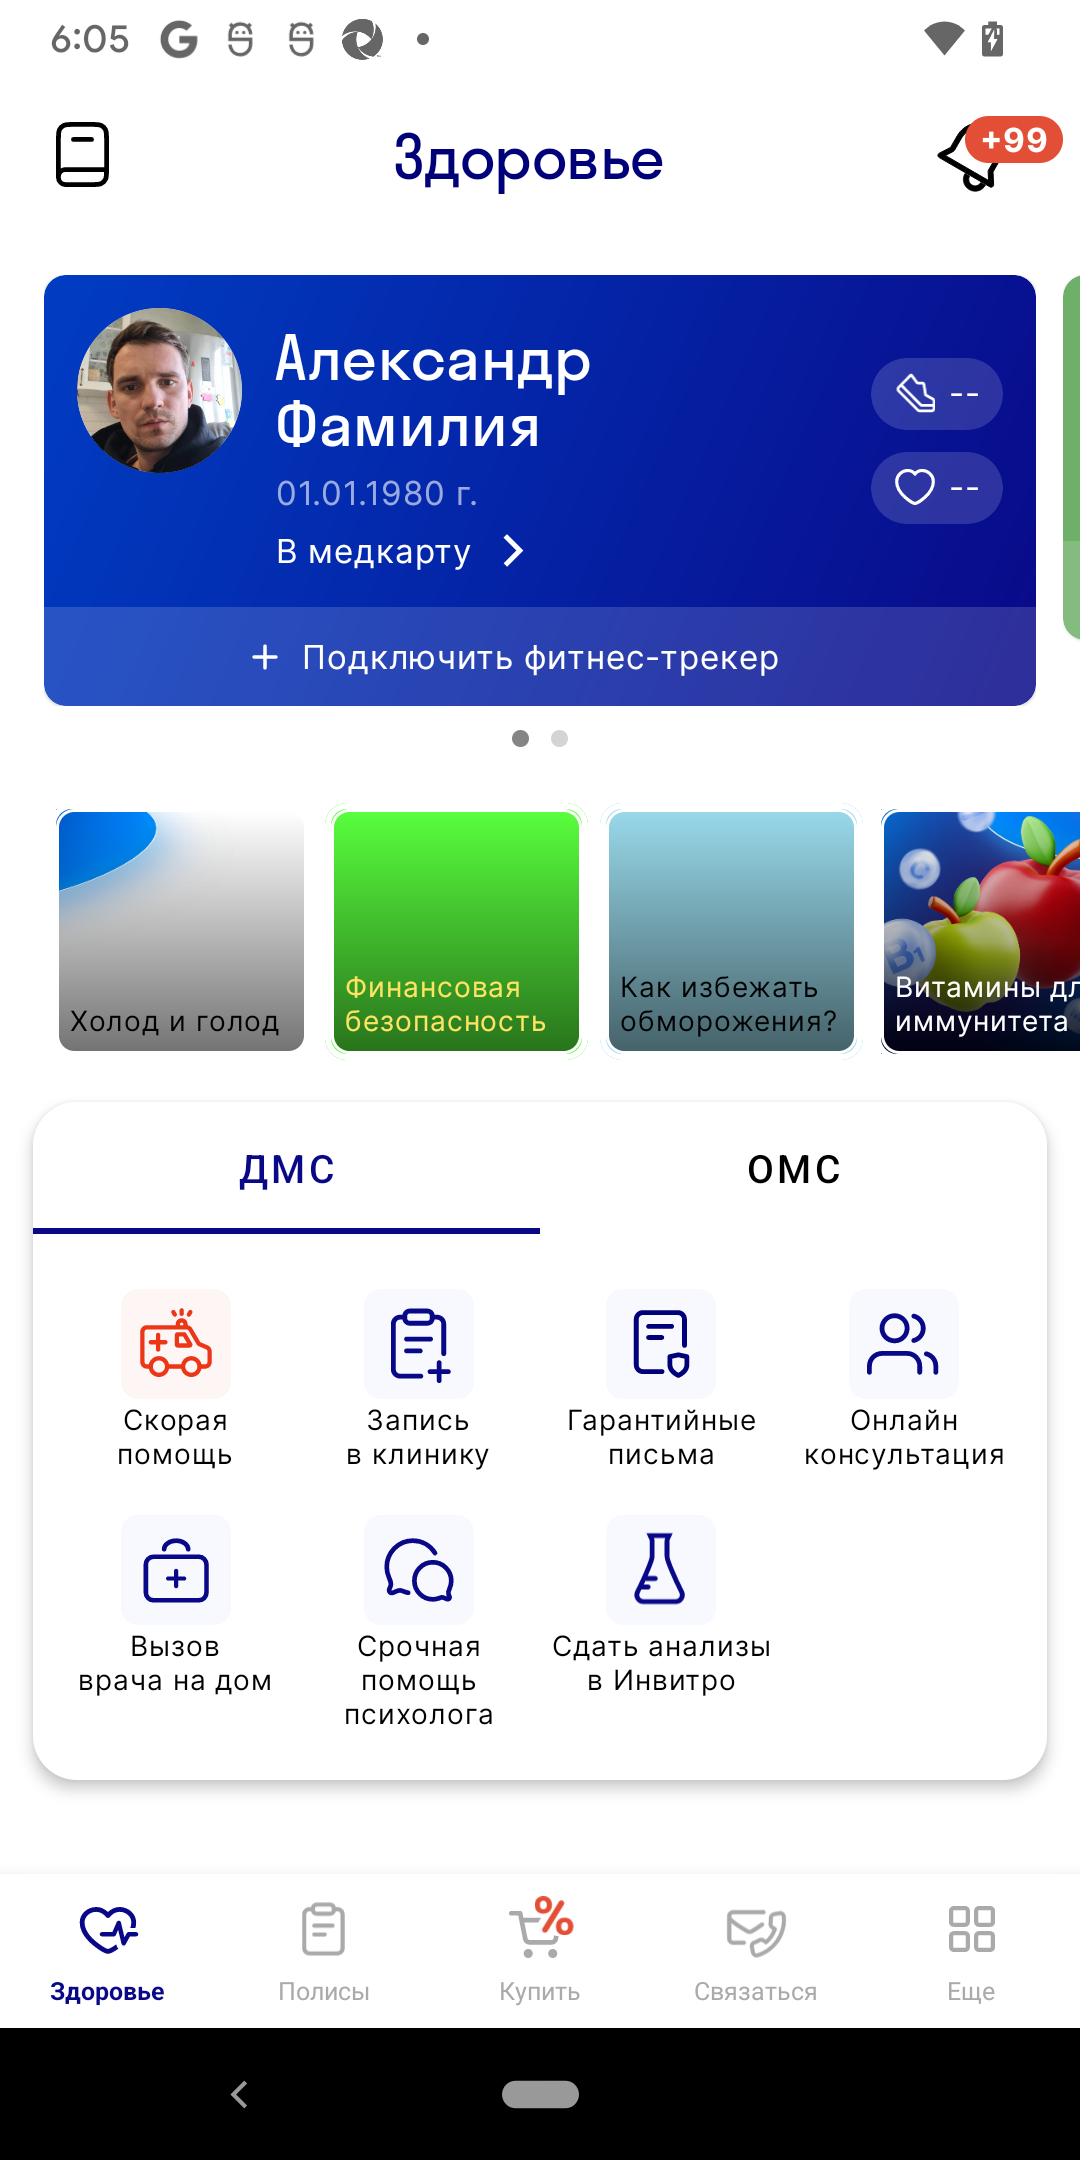 6:05
Здоровье
+99
Александр
Фамилия
01.01.1980 г.
В медкарту
--
--
+ Подключить фитнес-трекер
Холод и голод
Финансовая
безопасность
Как избежать
обморожения?
B1
Витамины дл
иммунитета
ДМС
ОМС
Скорая
помощь
Запись
в клинику
Гарантийные
письма
Онлайн
консультация
Вызов
врача на дом
Срочная
помощь
психолога
Сдать анализы
в Инвитро
%
Здоровье
Полисы
Купить
Связаться
Еще